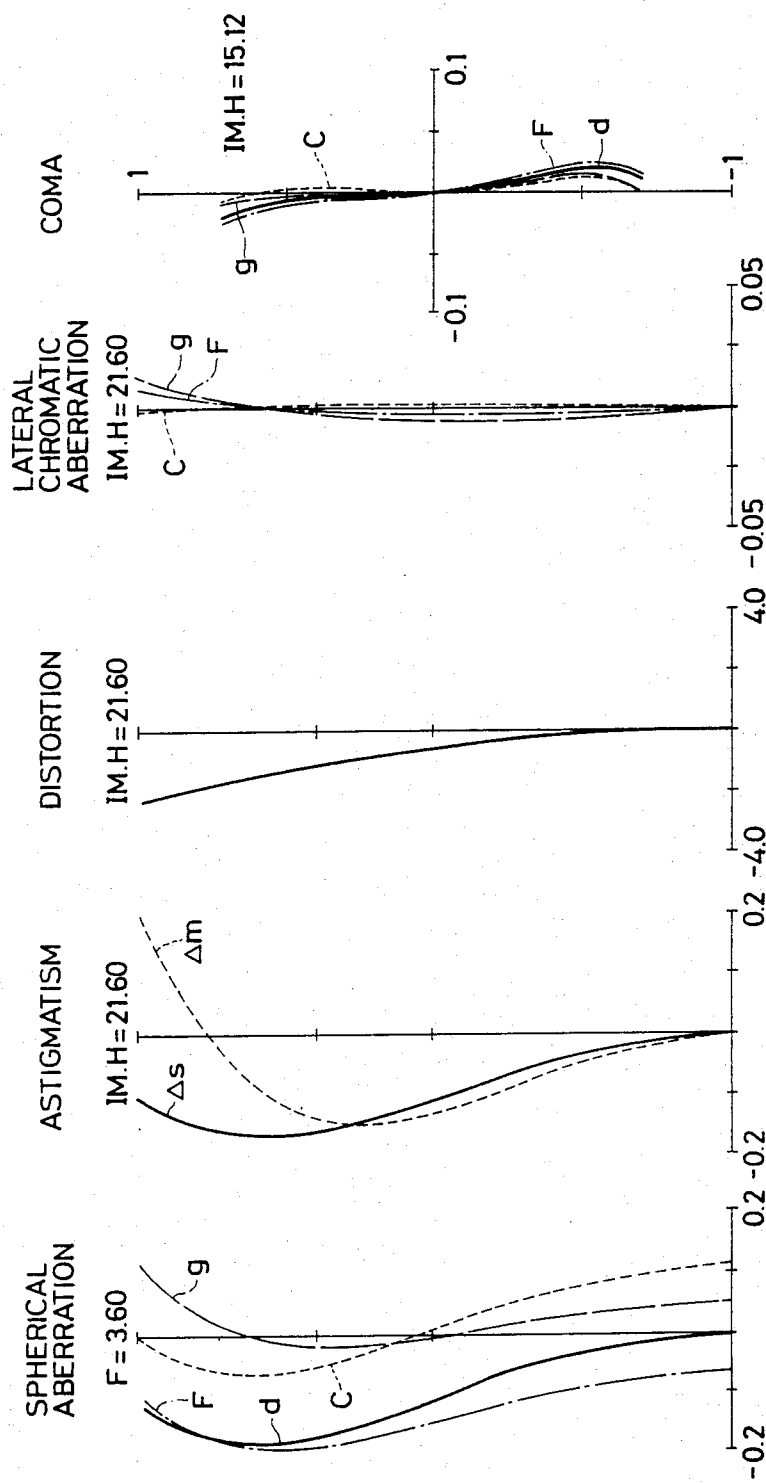 SPHERICAL
ABERRATION
F = 3.60
g
F
d
C
-0.2
0.2
ASTIGMATISM
IM.H = 21.60
Δs
Δm
-0.2
0.2
DISTORTION
IM.H = 21.60
-4.0
4.0
LATERAL
CHROMATIC
ABERRATION
IM.H = 21.60
C
g
F
-0.05
0.05
COMA
IM.H = 15.12
1
g
C
F
d
-0.1
0.1
-1